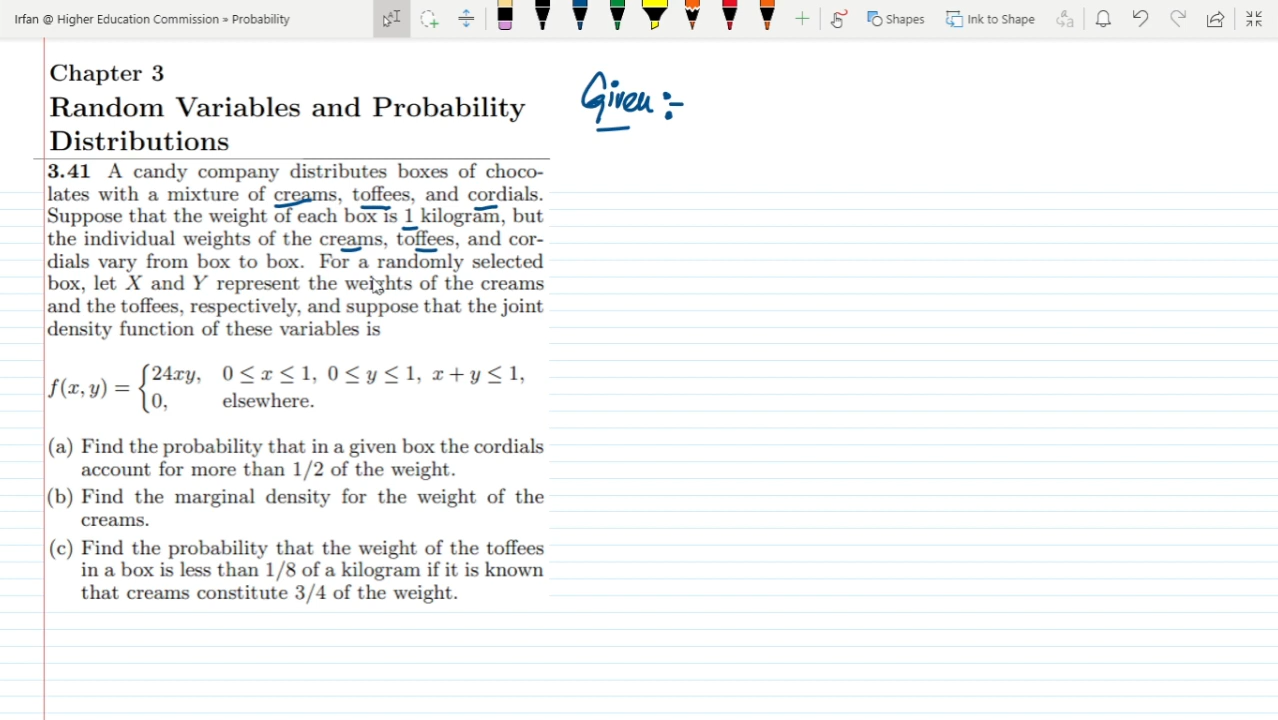 Irfan @ Higher Education Commission » Probability
Shapes
Ink to Shape
Chapter 3
Random Variables and Probability
Distributions
Given :-
3.41 A candy company distributes boxes of choco-
lates with a mixture of creams, toffees, and cordials.
Suppose that the weight of each box is 1 kilogram, but
the individual weights of the creams, toffees, and cor-
dials vary from box to box. For a randomly selected
box, let X and Y represent the weights of the creams
and the toffees, respectively, and suppose that the joint
density function of these variables is
f(x, y) = { 24xy, 0 ≤ x ≤ 1, 0 ≤ y ≤ 1, x + y ≤ 1,
0, elsewhere.
(a) Find the probability that in a given box the cordials
account for more than 1/2 of the weight.
(b) Find the marginal density for the weight of the
creams.
(c) Find the probability that the weight of the toffees
in a box is less than 1/8 of a kilogram if it is known
that creams constitute 3/4 of the weight.